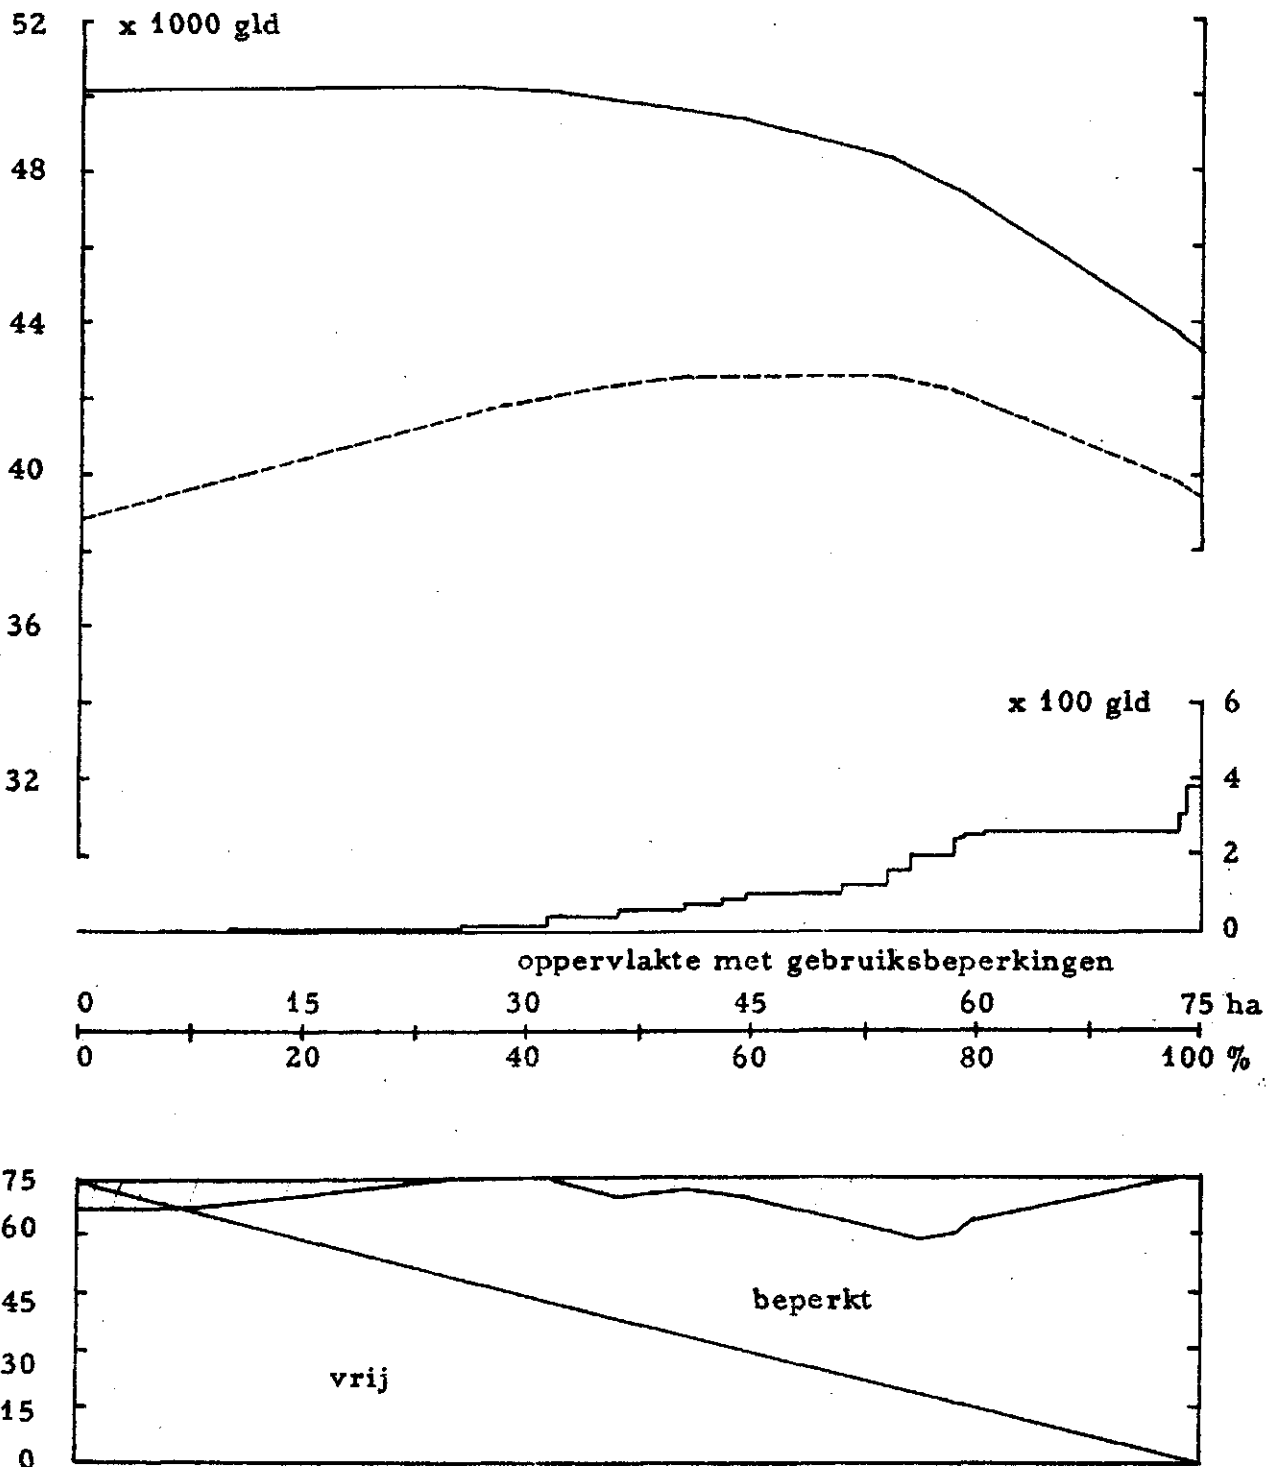 52 x 1000 gld
48
44
40
36
x 100 gld 6
32 4
2
0
oppervlakte met gebruiksbeperkingen
0 15 30 45 60 75 ha
0 20 40 60 80 100 %
75
60
45 beperkt
30
vrij
15
0